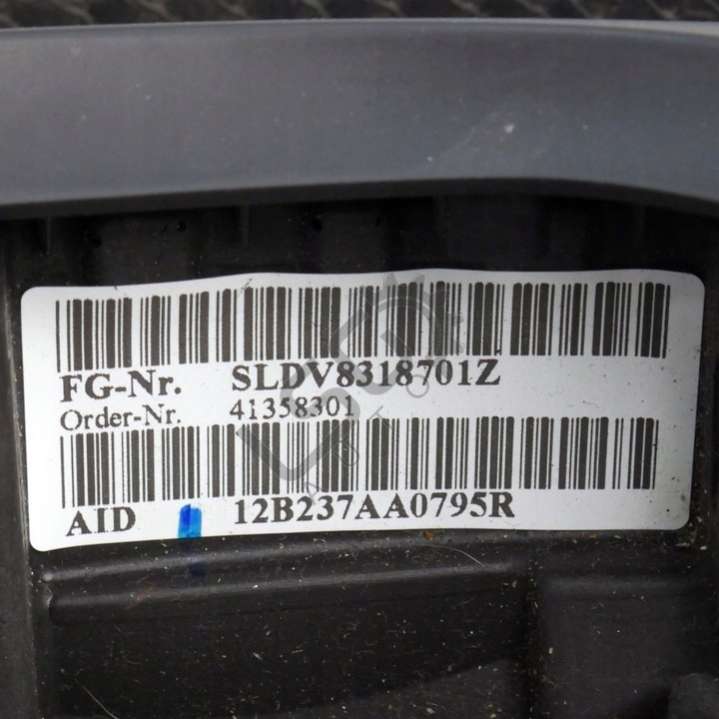 FG-Nr. SLDV8318701Z
Order-Nr. 41358301
AID 12B237AA0795R